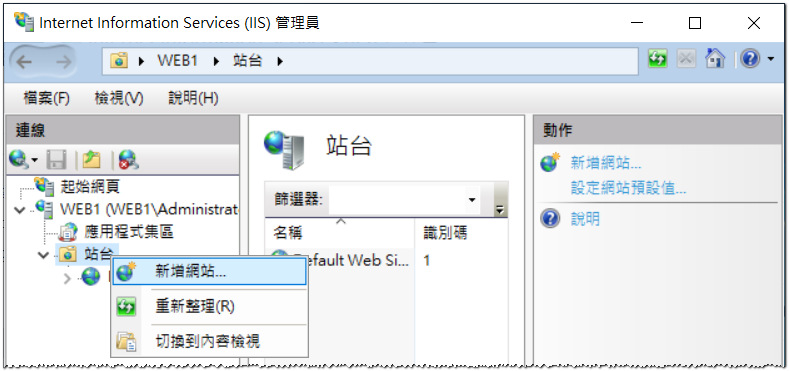 Internet Information Services (IIS) 管理員
WEB1 站台
檔案(F) 檢視(V) 說明(H)
連線
起始網頁
WEB1 (WEB1\Administrat
應用程式集區
站台
新增網站...
重新整理(R)
切換到內容檢視
站台
篩選器:
名稱 識別碼
Default Web Si... 1
動作
新增網站...
設定網站預設值...
說明